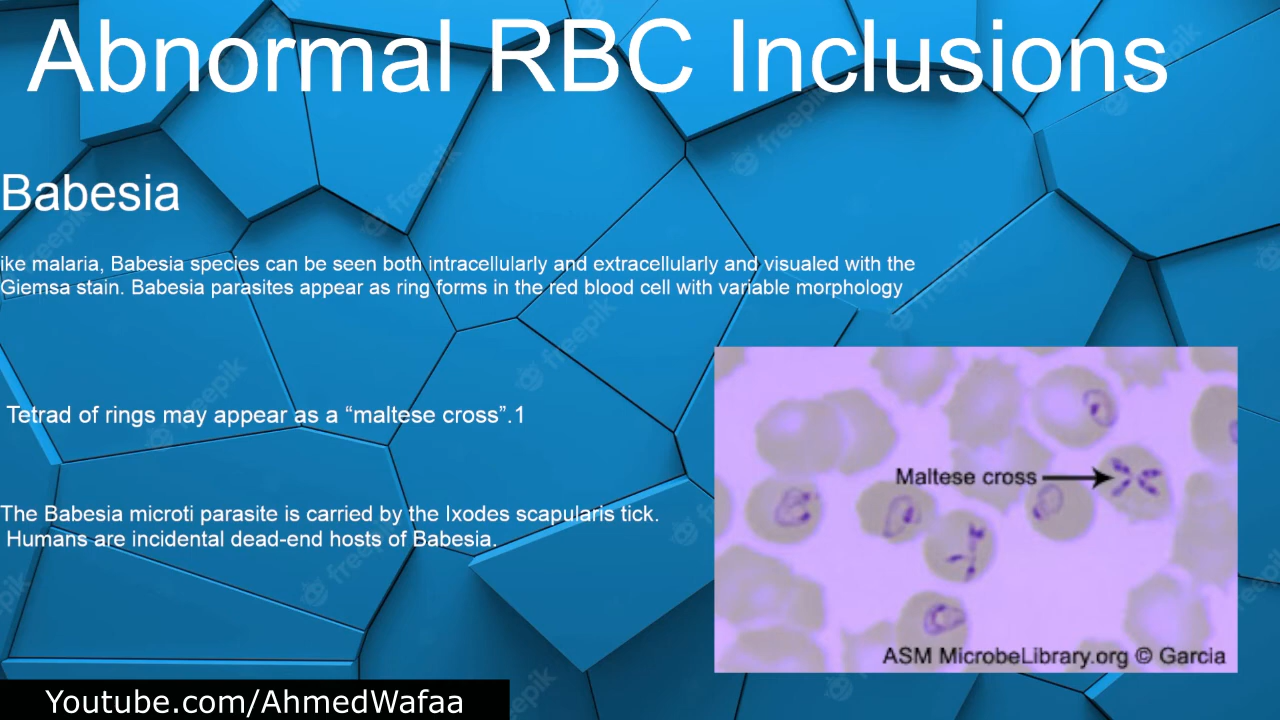 Abnormal RBC Inclusions
Babesia
ike malaria, Babesia species can be seen both intracellularly and extracellularly and visualed with the
Giemsa stain. Babesia parasites appear as ring forms in the red blood cell with variable morphology
Tetrad of rings may appear as a “maltese cross”.1
Maltese cross
The Babesia microti parasite is carried by the Ixodes scapularis tick.
Humans are incidental dead-end hosts of Babesia.
ASM MicrobeLibrary.org © Garcia
Youtube.com/AhmedWafaa
freepik